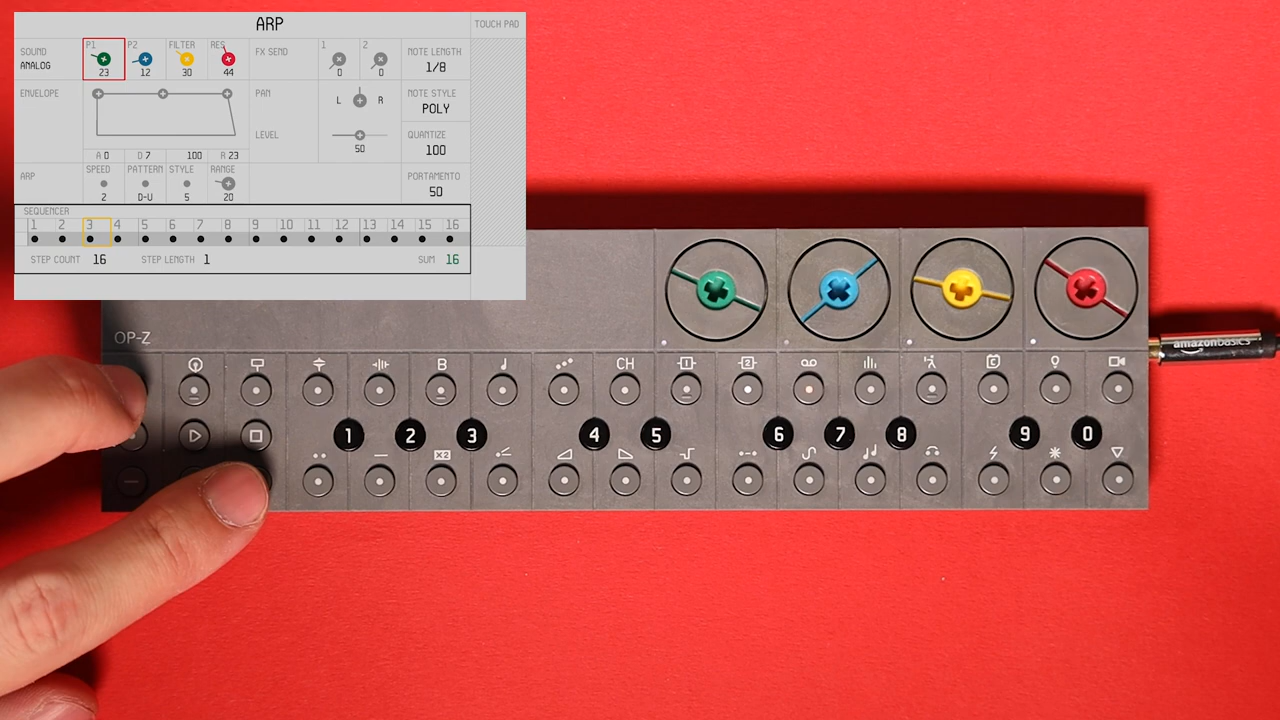 ARP
TOUCH PAD
SOUND
ANALOG
P1
23
P2
12
FILTER
30
RES
44
FX SEND
1
0
2
0
NOTE LENGTH
1/8
ENVELOPE
PAN
L
R
NOTE STYLE
POLY
LEVEL
50
QUANTIZE
100
A 0
D 7
100
R 23
ARP
SPEED
2
PATTERN
D-U
STYLE
5
RANGE
20
PORTAMENTO
50
SEQUENCER
1 2 3 4 5 6 7 8 9 10 11 12 13 14 15 16
STEP COUNT 16
STEP LENGTH 1
SUM 16
OP-Z
amazonbasics
B
CH
1
2
1 2 3 4 5 6 7 8 9 0
X2